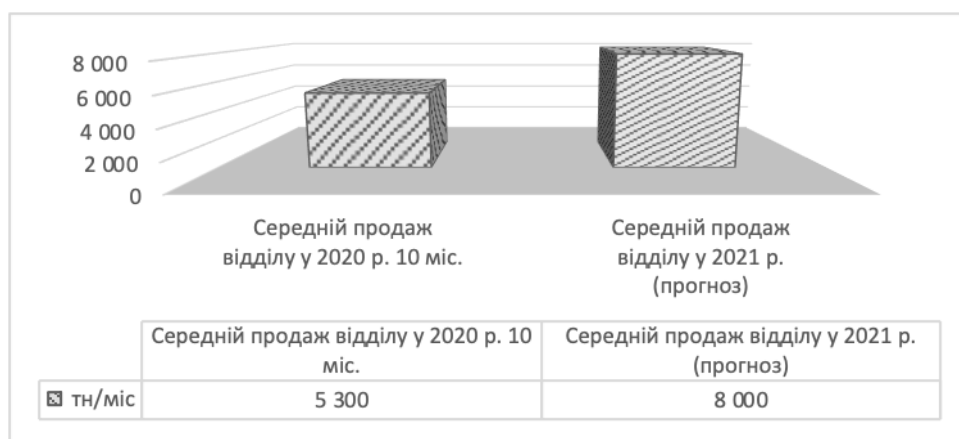 8 000
6 000
4 000
2 000
0
Середній продаж
відділу у 2020 р. 10 міс.
Середній продаж
відділу у 2021 р.
(прогноз)
Середній продаж відділу у 2020 р. 10
міс.
Середній продаж відділу у 2021 р.
(прогноз)
тн/міс
5 300
8 000